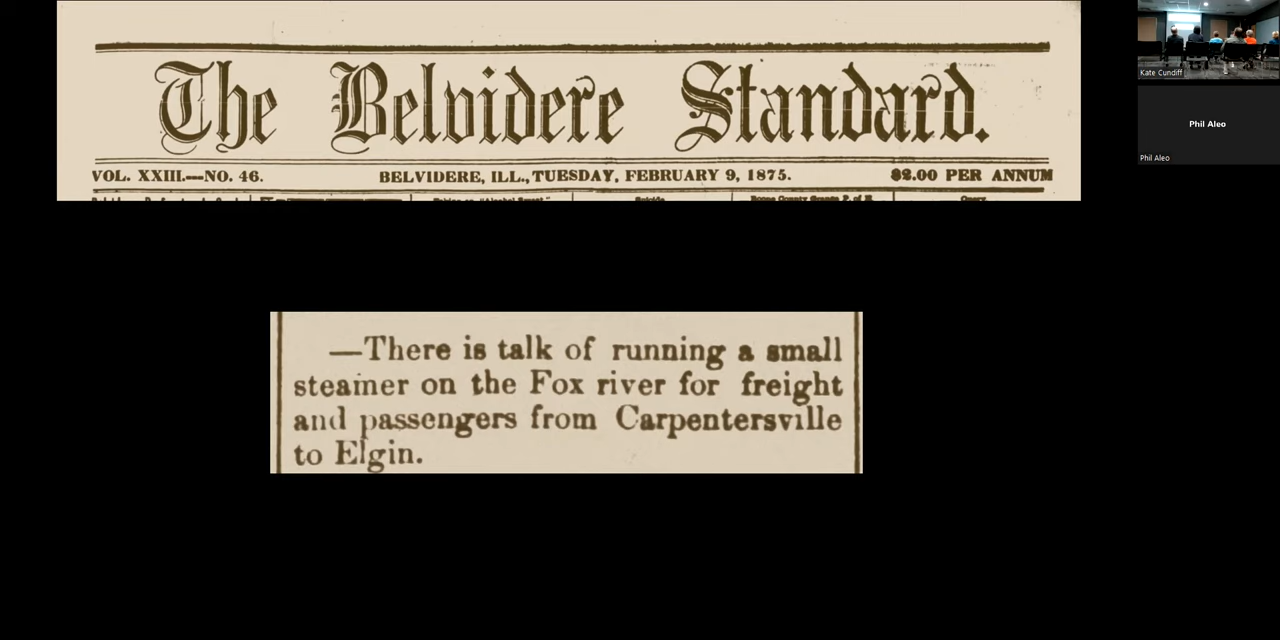 The Belvidere Standard.
VOL. XXIII.—NO. 46. BELVIDERE, ILL., TUESDAY, FEBRUARY 9, 1875. $2.00 PER ANNUM
—There is talk of running a small
steamer on the Fox river for freight
and passengers from Carpentersville
to Elgin.
Kate Cundiff
Phil Aleo
Phil Aleo